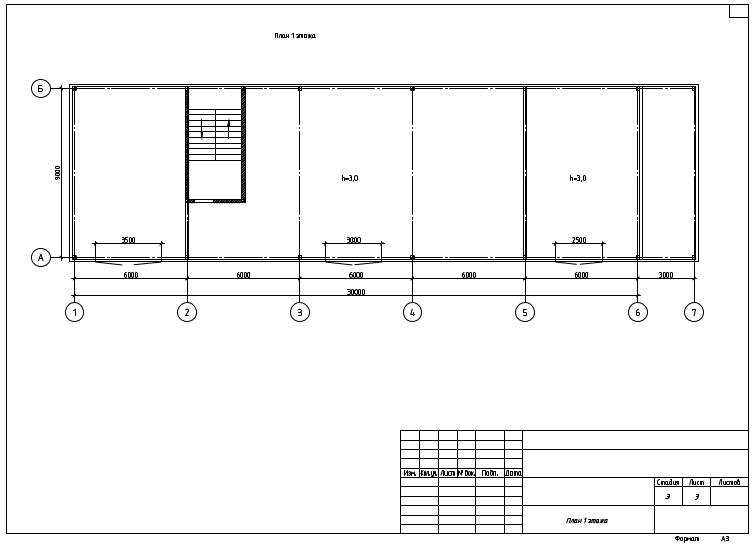 План 1 этажа
Б
9000
h=3,0
h=3,0
3500
3000
2500
А
6000 6000 6000 6000 6000 3000
30000
1 2 3 4 5 6 7
Изм. Кол.уч. Лист № док. Подп. Дата
Стадия Лист Листов
Э 3
План 1 этажа
Формат А3